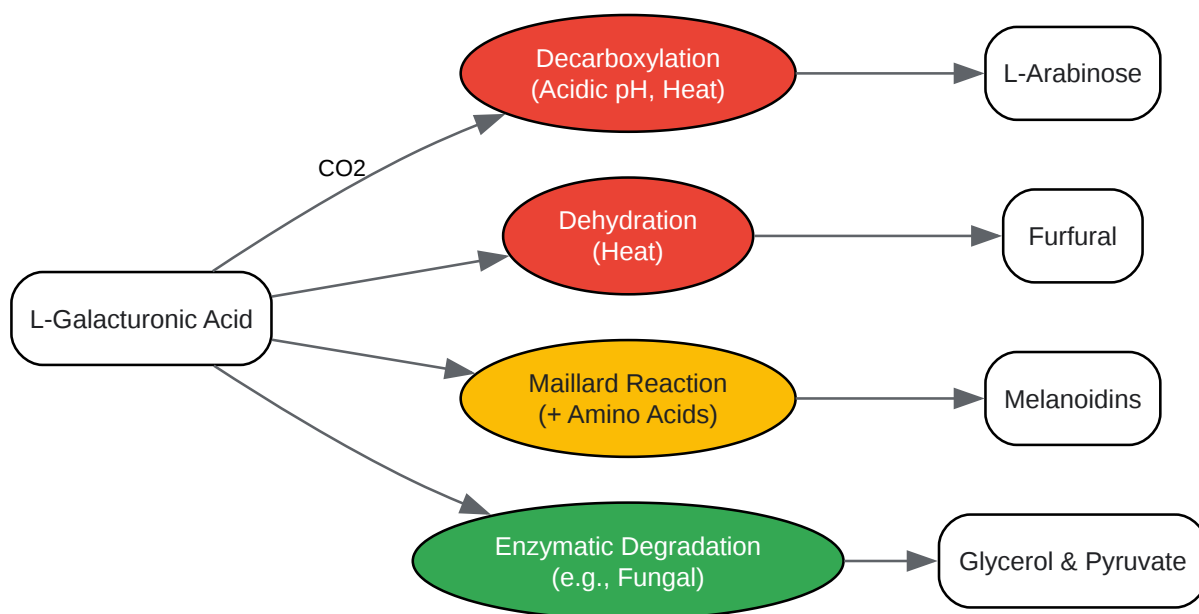 Decarboxylation
(Acidic pH, Heat)
L-Arabinose
CO2
Dehydration
(Heat)
Furfural
L-Galacturonic Acid
Maillard Reaction
(+ Amino Acids)
Melanoidins
Enzymatic Degradation
(e.g., Fungal)
Glycerol & Pyruvate